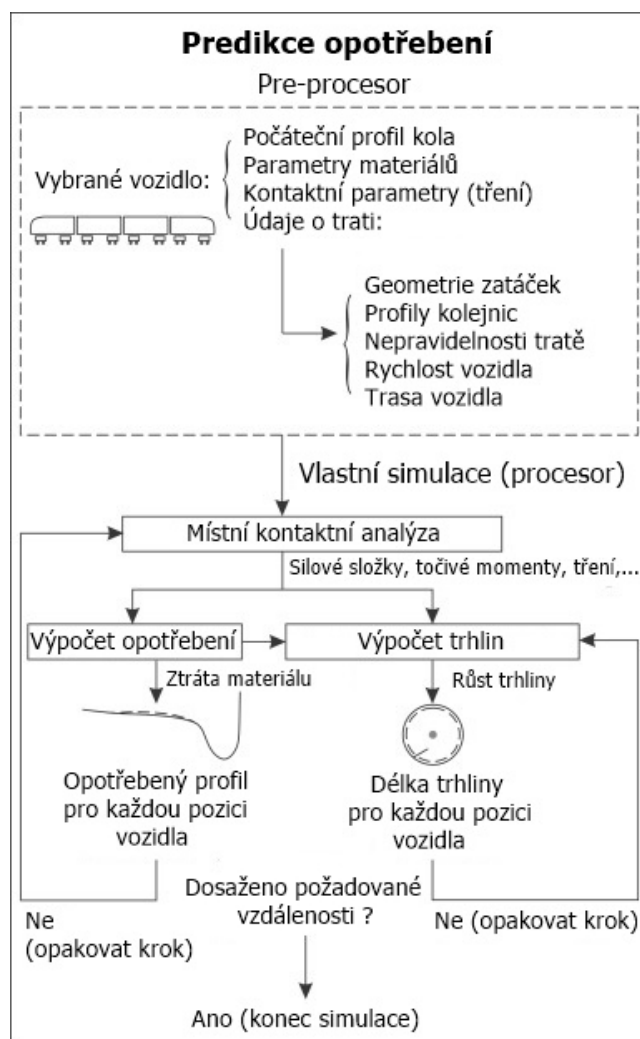 Predikce opotřebení
Pre-procesor
Vybrané vozidlo:
Počáteční profil kola
Parametry materiálů
Kontaktní parametry (tření)
Údaje o trati:
Geometrie zatáček
Profily kolejnic
Nepravidelnosti tratě
Rychlost vozidla
Trasa vozidla
Vlastní simulace (procesor)
Místní kontaktní analýza
Silové složky, točivé momenty, tření,...
Výpočet opotřebení
Výpočet trhlin
Ztráta materiálu
Růst trhliny
Opotřebený profil
pro každou pozici
vozidla
Délka trhliny
pro každou pozici
vozidla
Dosaženo požadované
vzdálenosti ?
Ne
(opakovat krok)
Ne (opakovat krok)
Ano (konec simulace)